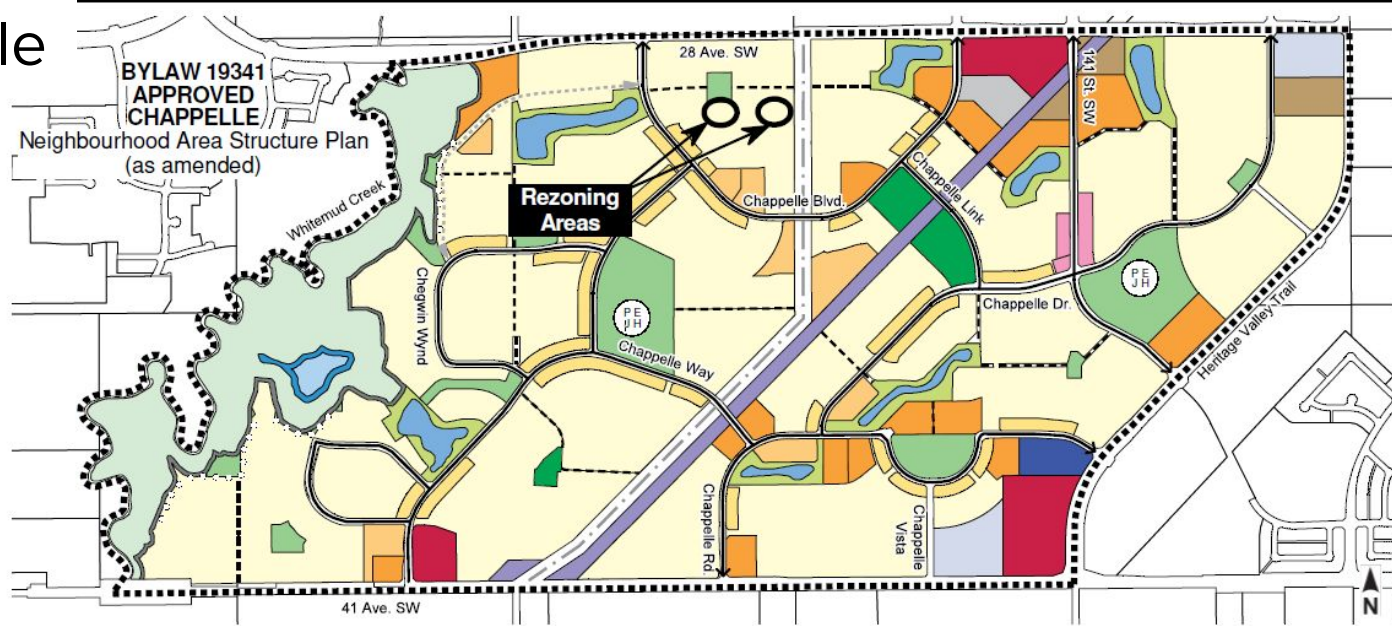 le
BYLAW 19341
APPROVED
CHAPPELLE
Neighbourhood Area Structure Plan
(as amended)
28 Ave. SW
141 St. SW
Whitemud Creek
Rezoning
Areas
Chappelle Blvd.
Chappelle Link
Chegwin Wynd
P E
JH
P E
JH
Chappelle Dr.
Heritage Valley Trail
Chappelle Way
Chappelle Rd.
Chappelle
Vista
41 Ave. SW
N